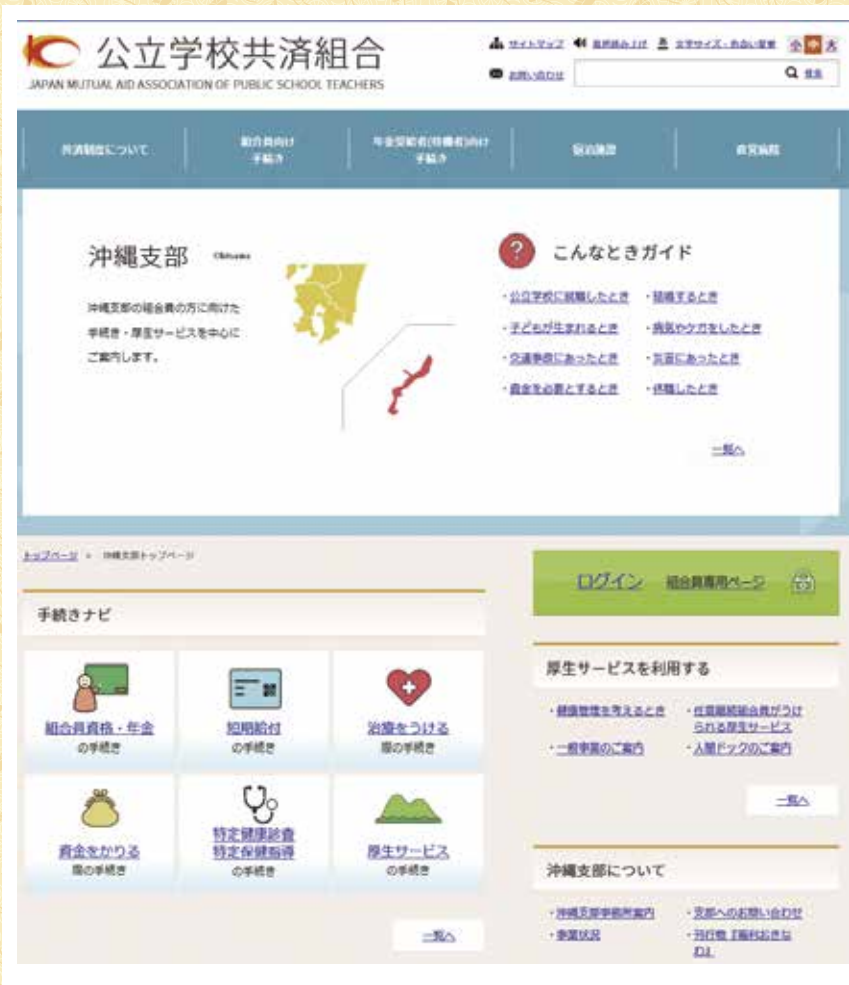 公立学校共済組合
JAPAN MUTUAL AID ASSOCIATION OF PUBLIC SCHOOL TEACHERS
サイトマップ 音声読み上げ 文字サイズ・色合い変更 小 中 大
お問い合わせ 検索
共済制度について
組合員向け
手続き
年金受給者(待機者)向け
手続き
宿泊施設
直営病院
沖縄支部 Okinawa
沖縄支部の組合員の方に向けた
手続き・厚生サービスを中心に
ご案内します。
? こんなときガイド
・公立学校に就職したとき ・結婚するとき
・子どもが生まれるとき ・病気やケガをしたとき
・交通事故にあったとき ・災害にあったとき
・資金を必要とするとき ・休職したとき
一覧へ
トップページ » 沖縄支部トップページ
ログイン 組合員専用ページ
手続きナビ
組合員資格・年金
の手続き
短期給付
の手続き
治療をうける
際の手続き
資金をかりる
際の手続き
特定健康診査
特定保健指導
の手続き
厚生サービス
の手続き
一覧へ
厚生サービスを利用する
・健康管理を考えるとき ・任意継続組合員がうけ
られる厚生サービス
・一般事業のご案内 ・人間ドックのご案内
一覧へ
沖縄支部について
・沖縄支部事務所案内 ・支部へのお問い合わせ
・事業状況 ・刊行物『福利おきな
わ』